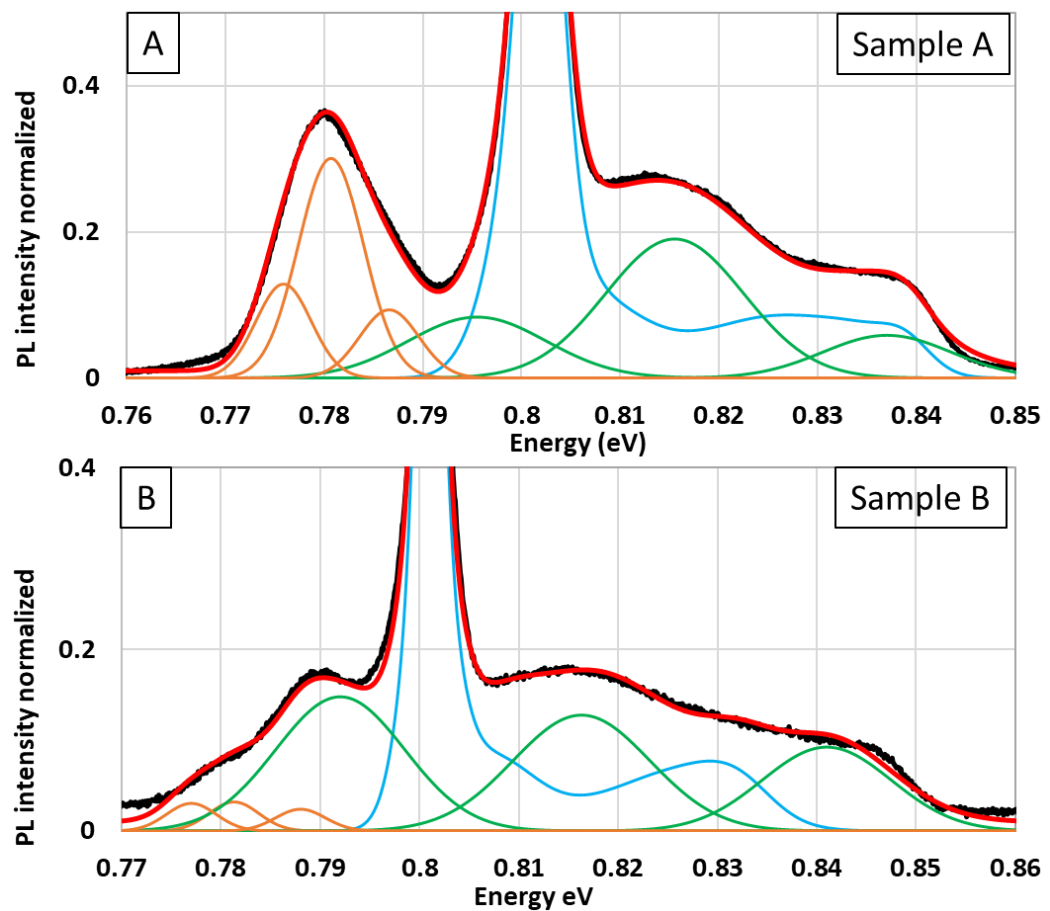 A
Sample A
PL intensity normalized
0.4
0.2
0
0.76 0.77 0.78 0.79 0.8 0.81 0.82 0.83 0.84 0.85
Energy (eV)
B
Sample B
PL intensity normalized
0.4
0.2
0
0.77 0.78 0.79 0.8 0.81 0.82 0.83 0.84 0.85 0.86
Energy eV